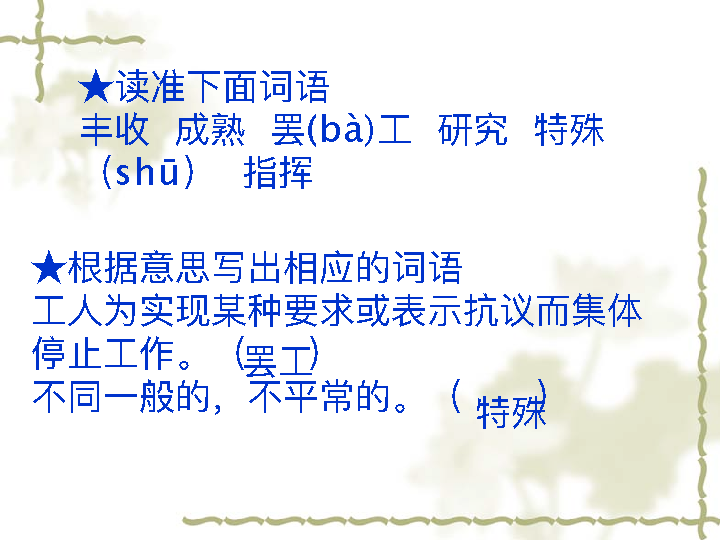 ★读准下面词语
丰收 成熟 罢(bà)工 研究 特殊
（shū） 指挥
★根据意思写出相应的词语
工人为实现某种要求或表示抗议而集体
停止工作。（罢工）
不同一般的，不平常的。（特殊）